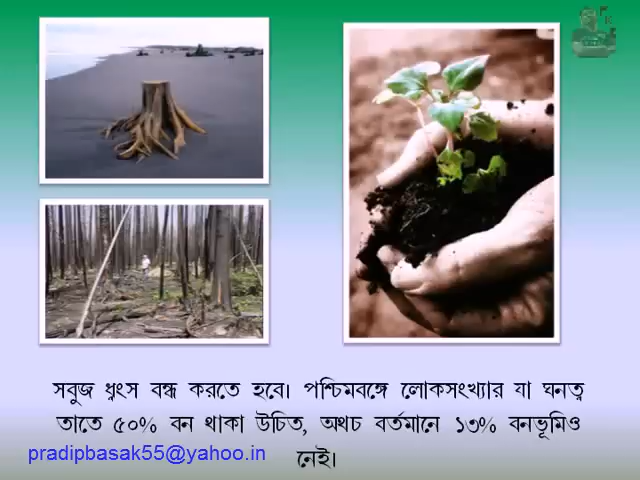 সবুজ ধ্বংস বন্ধ করতে হবে। পশ্চিমবঙ্গে লোকসংখ্যার যা ঘনত্ব
তাতে ৫০% বন থাকা উচিত, অথচ বর্তমানে ১৩% বনভূমিও
নেই।
pradipbasak55@yahoo.in